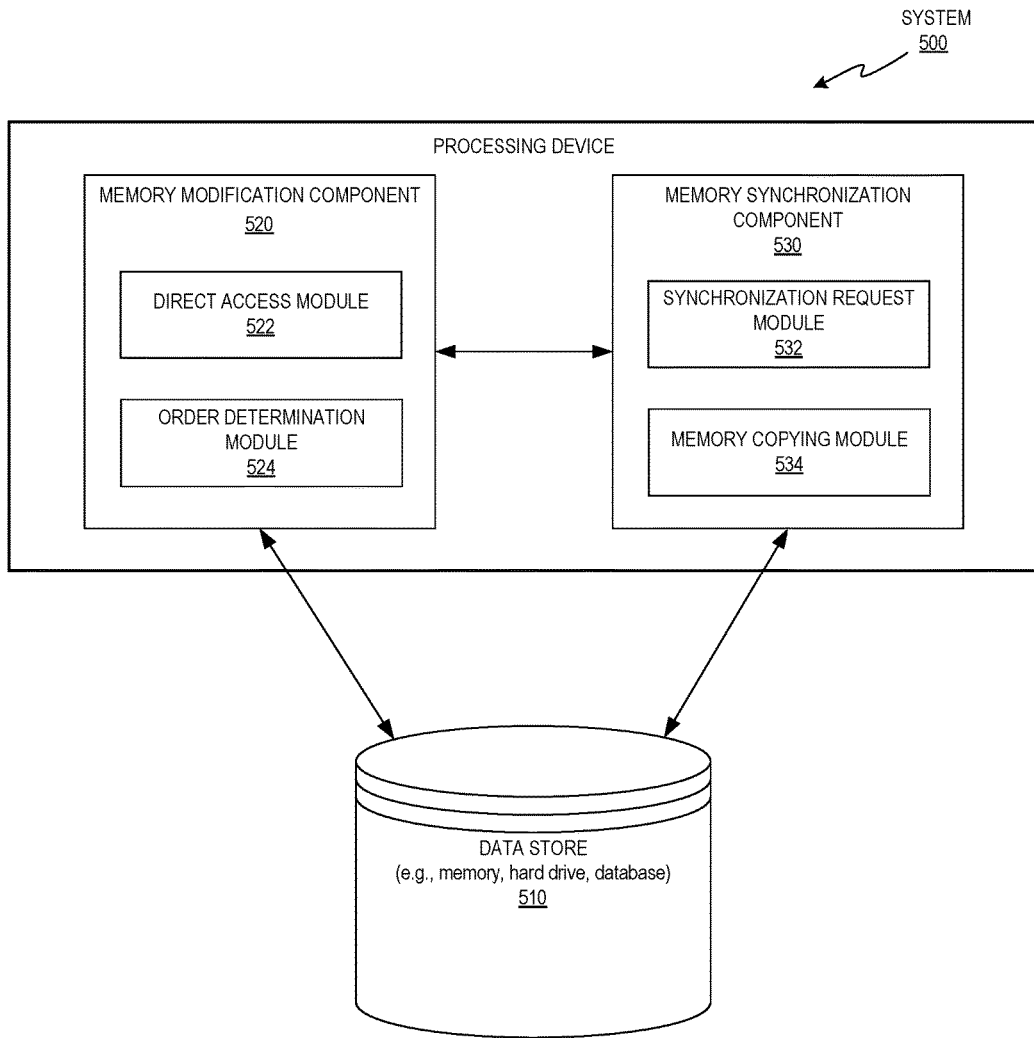 SYSTEM
500
PROCESSING DEVICE
MEMORY MODIFICATION COMPONENT
520
DIRECT ACCESS MODULE
522
ORDER DETERMINATION
MODULE
524
MEMORY SYNCHRONIZATION
COMPONENT
530
SYNCHRONIZATION REQUEST
MODULE
532
MEMORY COPYING MODULE
534
DATA STORE
(e.g., memory, hard drive, database)
510